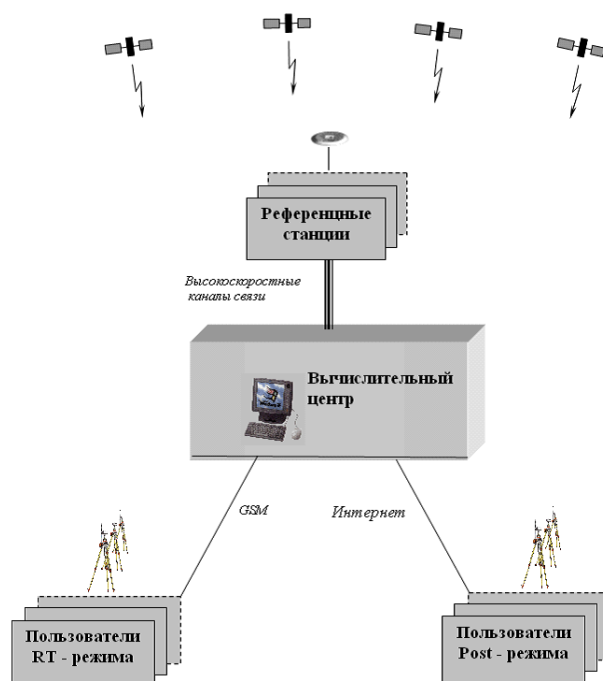 Референцные
станции
Высокоскоростные
каналы связи
Вычислительный
центр
GSM
Интернет
Пользователи
RT - режима
Пользователи
Post - режима